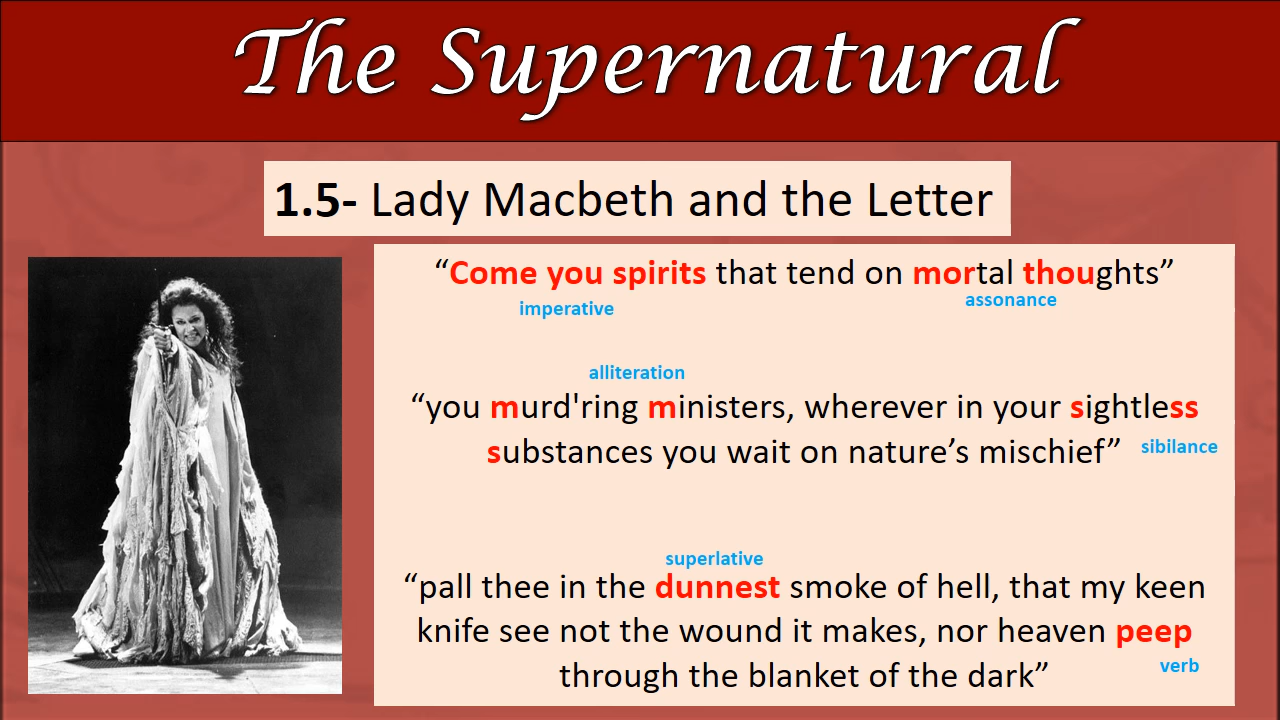 The Supernatural
1.5- Lady Macbeth and the Letter
“Come you spirits that tend on mortal thoughts”
imperative
assonance
alliteration
“you murd'ring ministers, wherever in your sightless
substances you wait on nature’s mischief”
sibilance
superlative
“pall thee in the dunnest smoke of hell, that my keen
knife see not the wound it makes, nor heaven peep
through the blanket of the dark”
verb